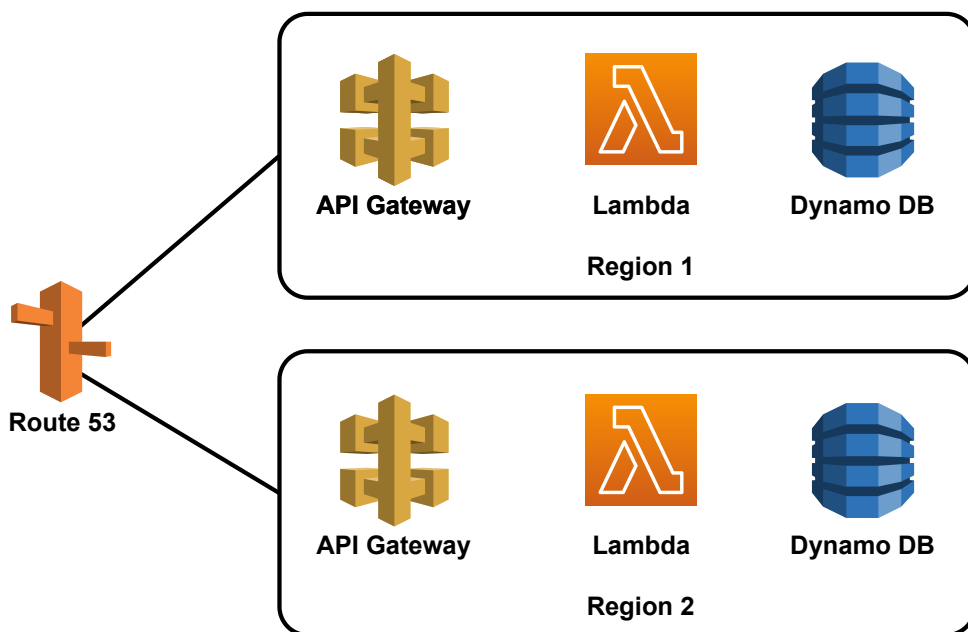 API Gateway
Lambda
Dynamo DB
Region 1
Route 53
API Gateway
Lambda
Dynamo DB
Region 2